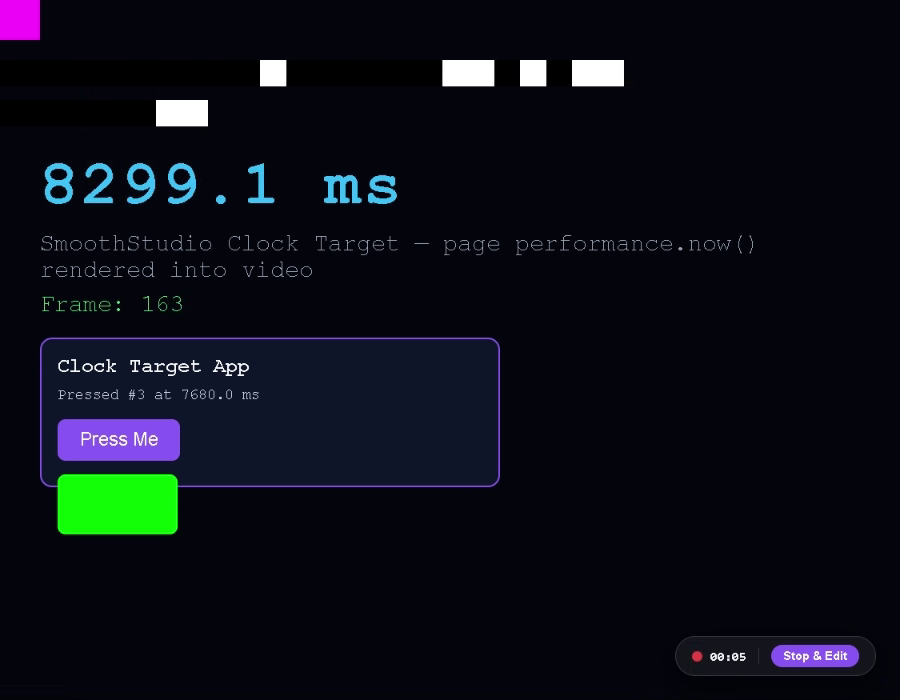 8299.1 ms
SmoothStudio Clock Target — page performance.now()
rendered into video
Frame: 163
Clock Target App
Pressed #3 at 7680.0 ms
Press Me
00:05
Stop & Edit